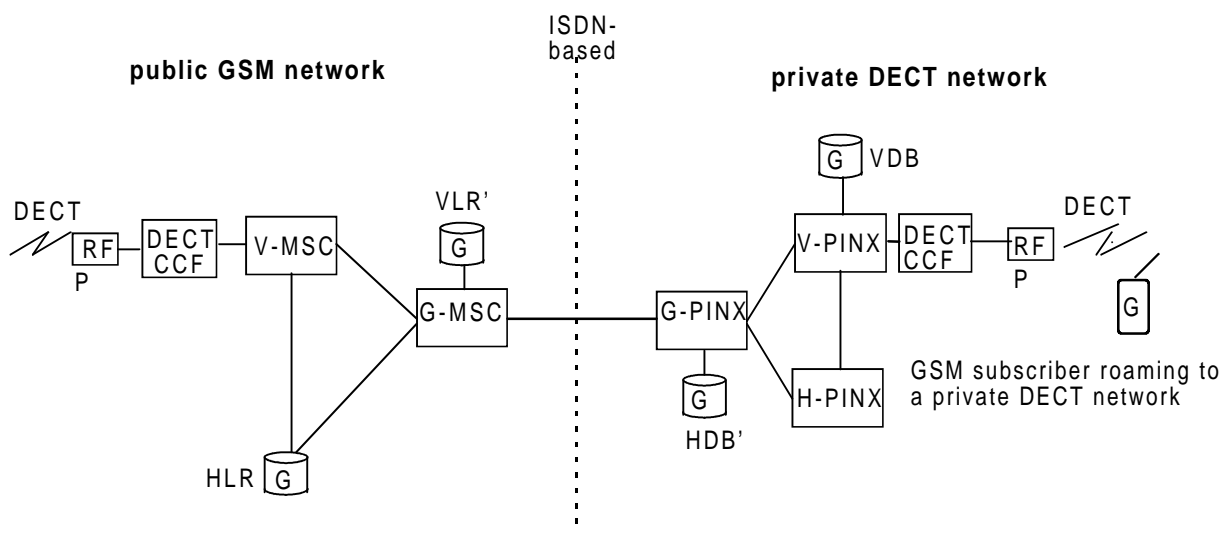 ISDN-
based
public GSM network
private DECT network
G
VDB
VLR’
DECT
DECT
RF
P
DECT
CCF
V-MSC
G
V-PINX
DECT
CCF
RF
P
G-MSC
G-PINX
G
G
HDB’
H-PINX
GSM subscriber roaming to
a private DECT network
HLR
G